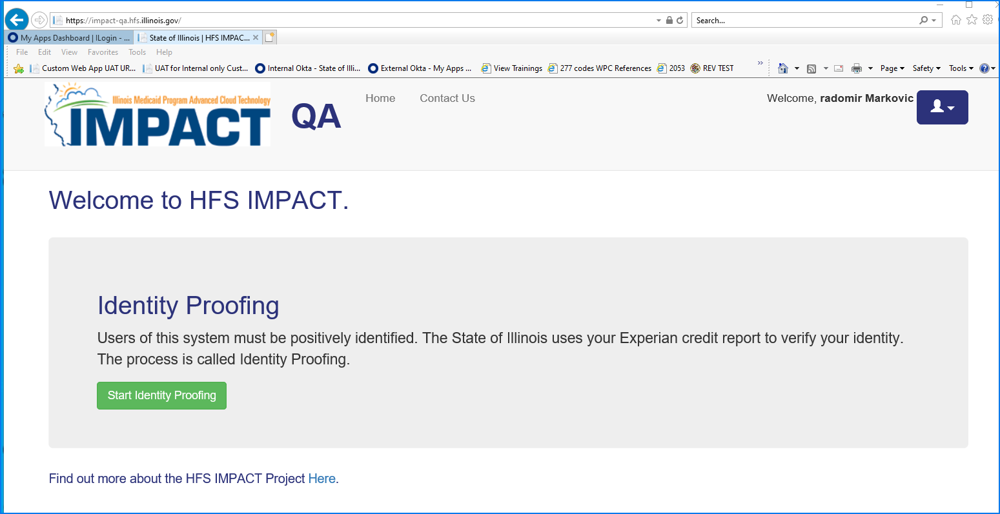 https://impact-qa.hfs.illinois.gov/
Search...
My Apps Dashboard | ILogin - ...
State of Illinois | HFS IMPAC...
File Edit View Favorites Tools Help
Custom Web App UAT UR... UAT for Internal only Cust... Internal Okta - State of Illi... External Okta - My Apps ... View Trainings 277 codes WPC References 2053 REV TEST » Page Safety Tools
Illinois Medicaid Program Advanced Cloud Technology
IMPACT
QA
Home Contact Us
Welcome, radomir Markovic
Welcome to HFS IMPACT.
Identity Proofing
Users of this system must be positively identified. The State of Illinois uses your Experian credit report to verify your identity.
The process is called Identity Proofing.
Start Identity Proofing
Find out more about the HFS IMPACT Project Here.